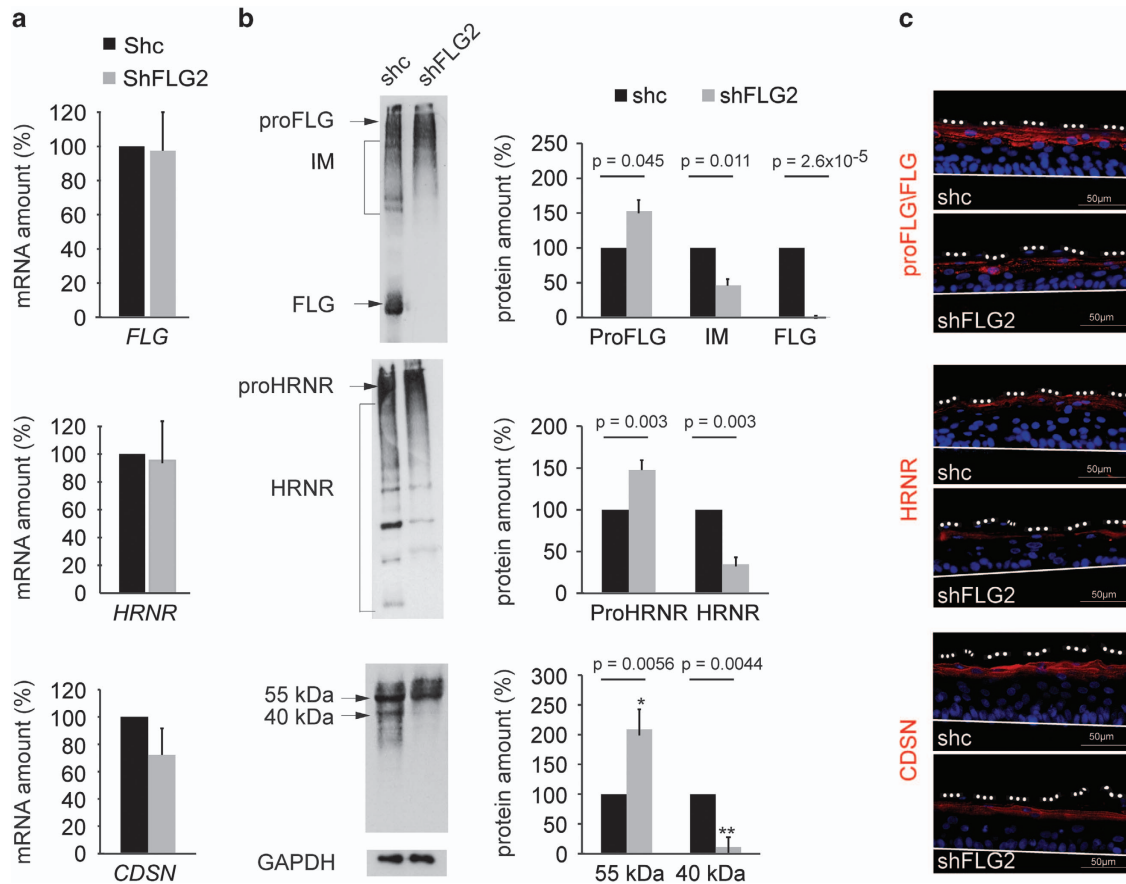 a
Shc
ShFLG2
mRNA amount (%)
120
100
80
60
40
20
0
FLG
mRNA amount (%)
120
100
80
60
40
20
0
HRNR
mRNA amount (%)
120
100
80
60
40
20
0
CDSN
b
shc shFLG2
proFLG
IM
FLG
proHRNR
HRNR
55 kDa
40 kDa
GAPDH
shc shFLG2
protein amount (%)
250
200
150
100
50
0
p = 0.045 p = 0.011 p = 2.6x10-5
ProFLG IM FLG
protein amount (%)
200
150
100
50
0
p = 0.003 p = 0.003
ProHRNR HRNR
protein amount (%)
300
250
200
150
100
50
0
p = 0.0056 p = 0.0044
*
**
55 kDa 40 kDa
c
proFLG\FLG
shc 50µm
shFLG2 50µm
HRNR
shc 50µm
shFLG2 50µm
CDSN
shc 50µm
shFLG2 50µm